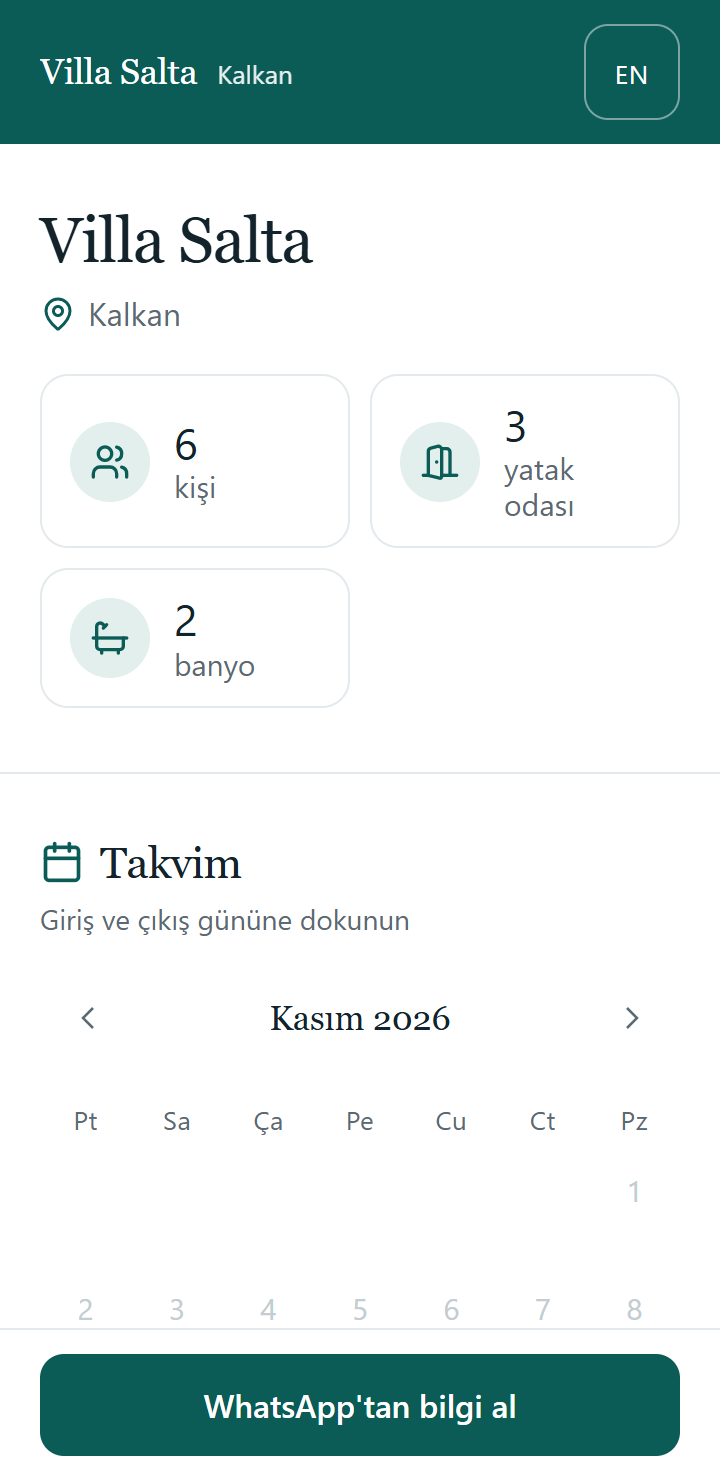 Villa Salta Kalkan
EN
Villa Salta
Kalkan
6
kişi
3
yatak
odası
2
banyo
Takvim
Giriş ve çıkış gününe dokunun
Kasım 2026
Pt Sa Ça Pe Cu Ct Pz
1
2 3 4 5 6 7 8
WhatsApp'tan bilgi al